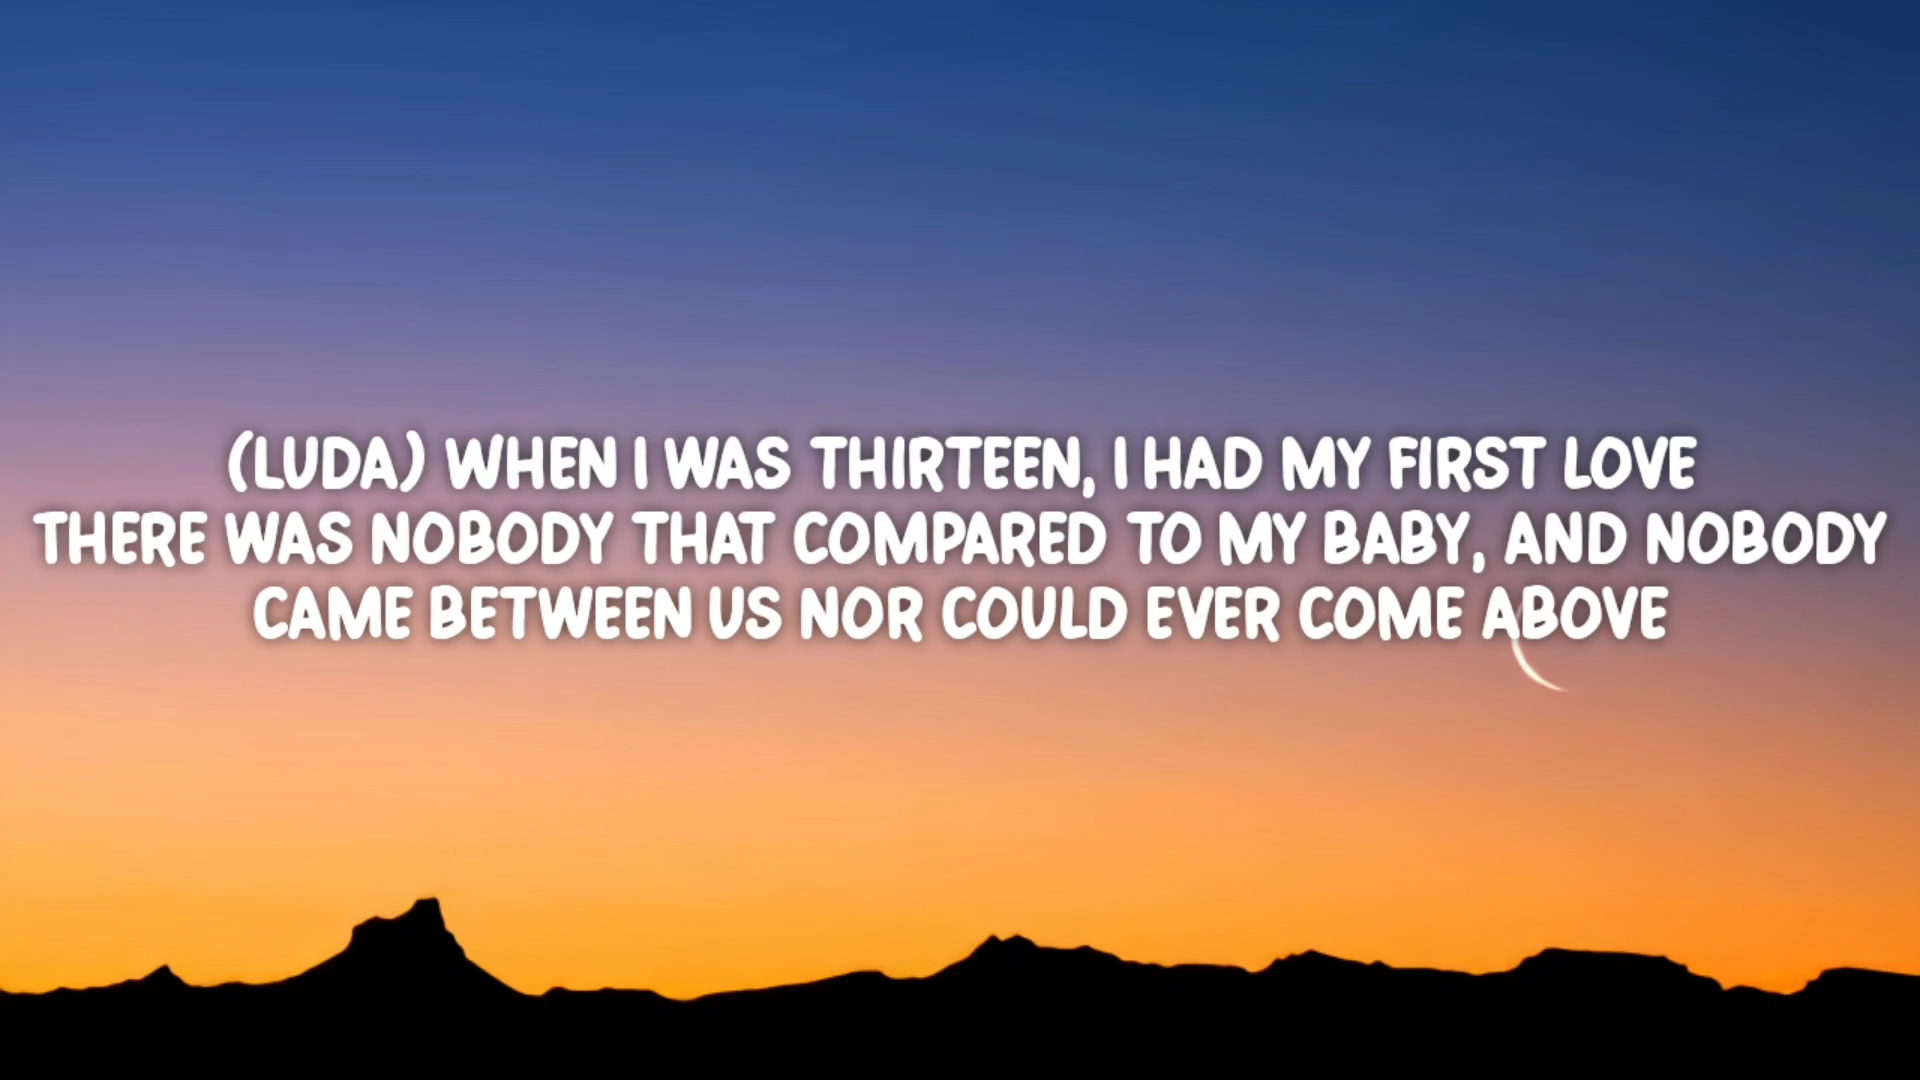 (LUDA) WHEN I WAS THIRTEEN, I HAD MY FIRST LOVE
THERE WAS NOBODY THAT COMPARED TO MY BABY, AND NOBODY
CAME BETWEEN US NOR COULD EVER COME ABOVE